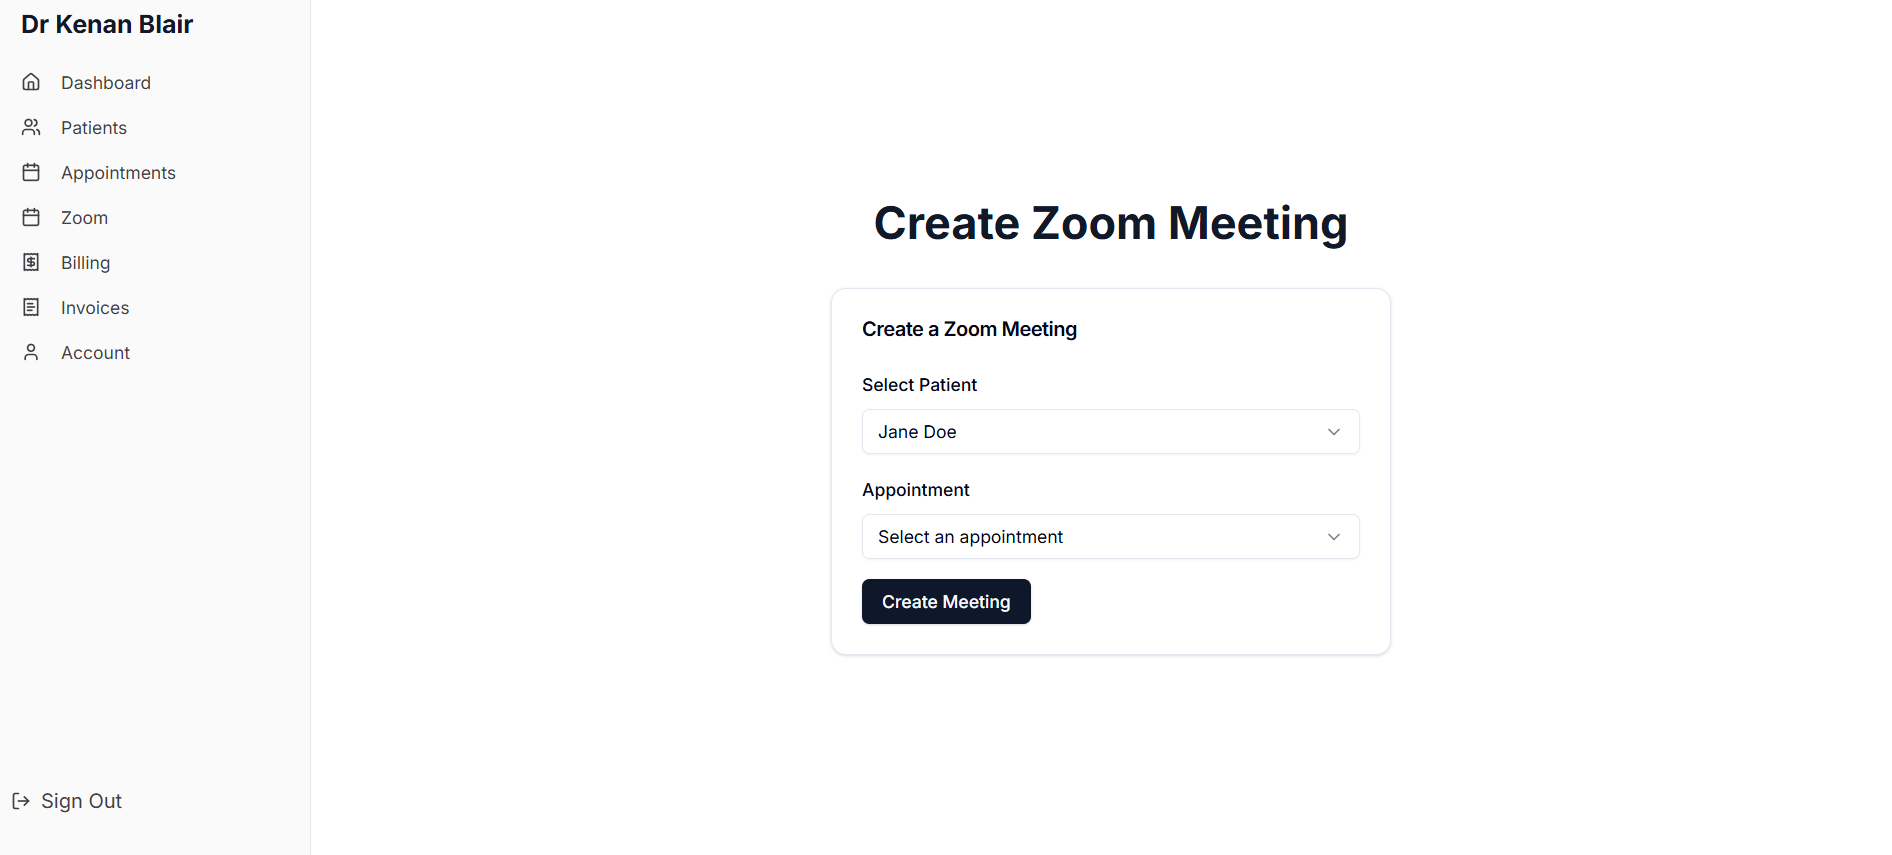 Dr Kenan Blair
Dashboard
Patients
Appointments
Zoom
Billing
Invoices
Account
Sign Out
Create Zoom Meeting
Create a Zoom Meeting
Select Patient
Jane Doe
Appointment
Select an appointment
Create Meeting